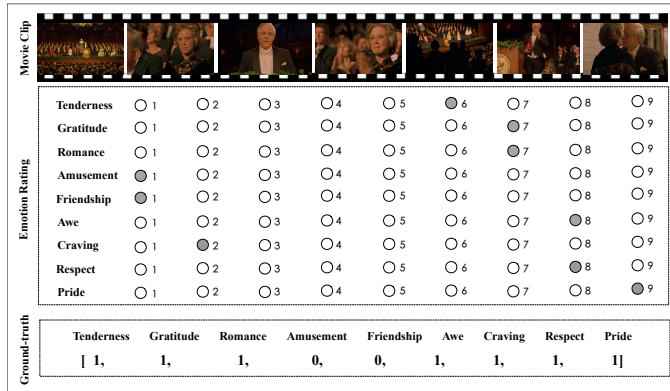 Movie Clip
Emotion Rating
Tenderness 1 2 3 4 5 6 7 8 9
Gratitude 1 2 3 4 5 6 7 8 9
Romance 1 2 3 4 5 6 7 8 9
Amusement 1 2 3 4 5 6 7 8 9
Friendship 1 2 3 4 5 6 7 8 9
Awe 1 2 3 4 5 6 7 8 9
Craving 1 2 3 4 5 6 7 8 9
Respect 1 2 3 4 5 6 7 8 9
Pride 1 2 3 4 5 6 7 8 9
Ground-truth
Tenderness Gratitude Romance Amusement Friendship Awe Craving Respect Pride
[ 1, 1, 1, 0, 0, 1, 1, 1, 1]